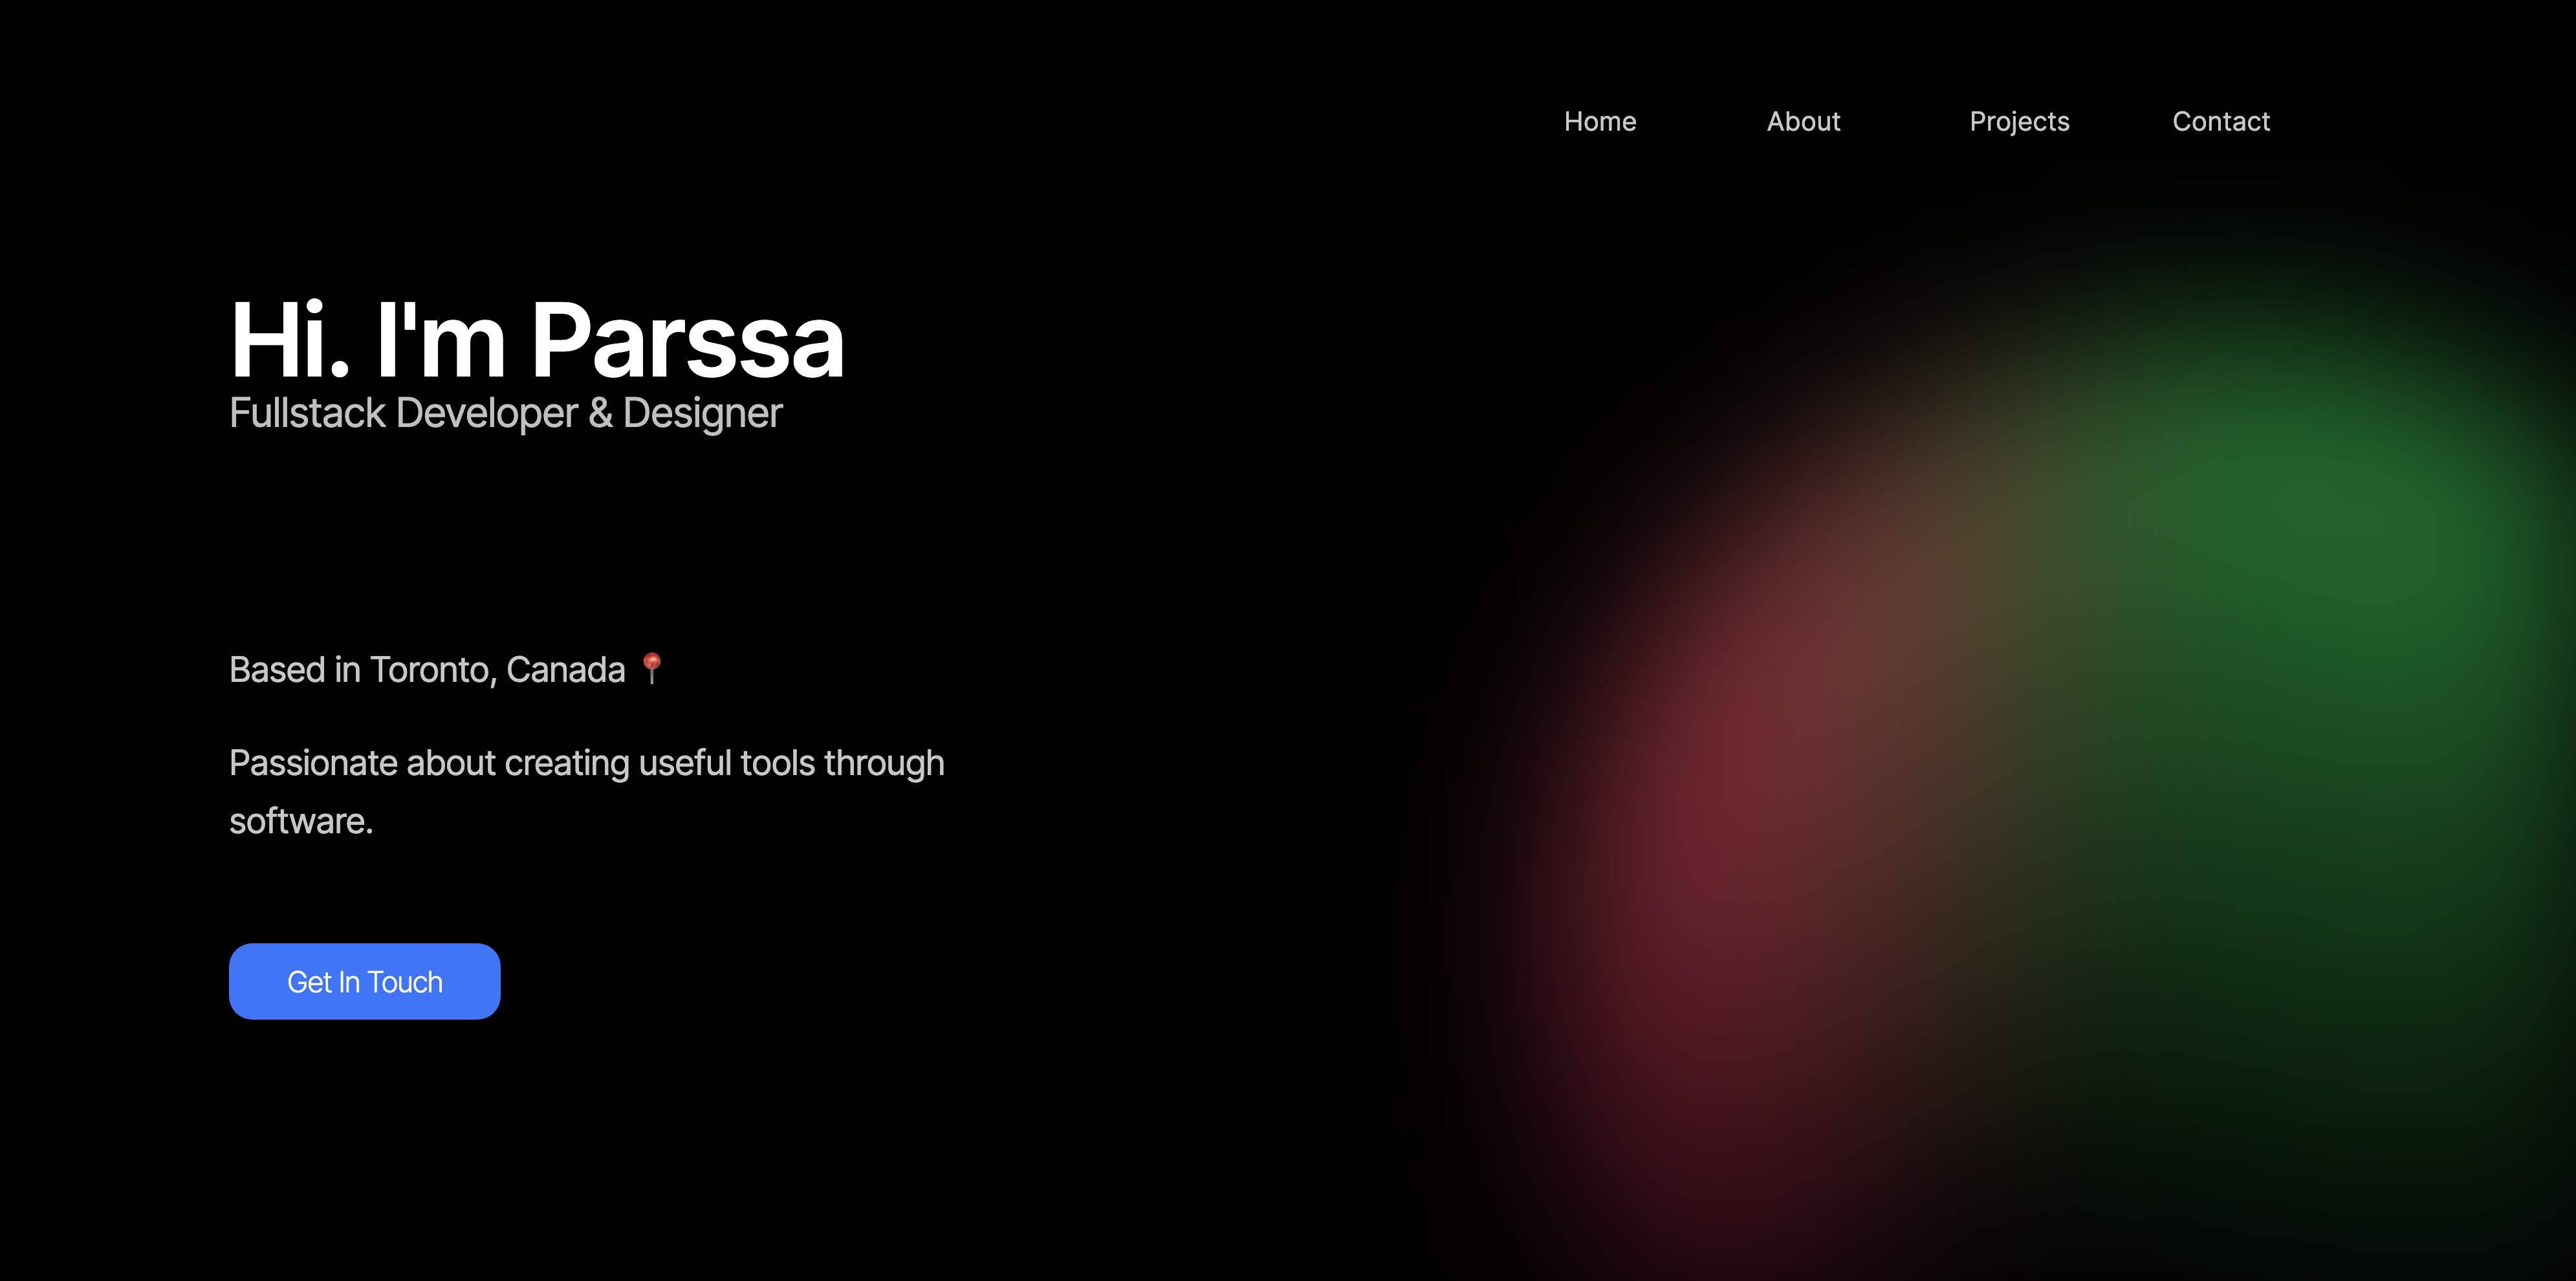 Home About Projects Contact
Hi. I'm Parssa
Fullstack Developer & Designer
Based in Toronto, Canada 📍
Passionate about creating useful tools through
software.
Get In Touch